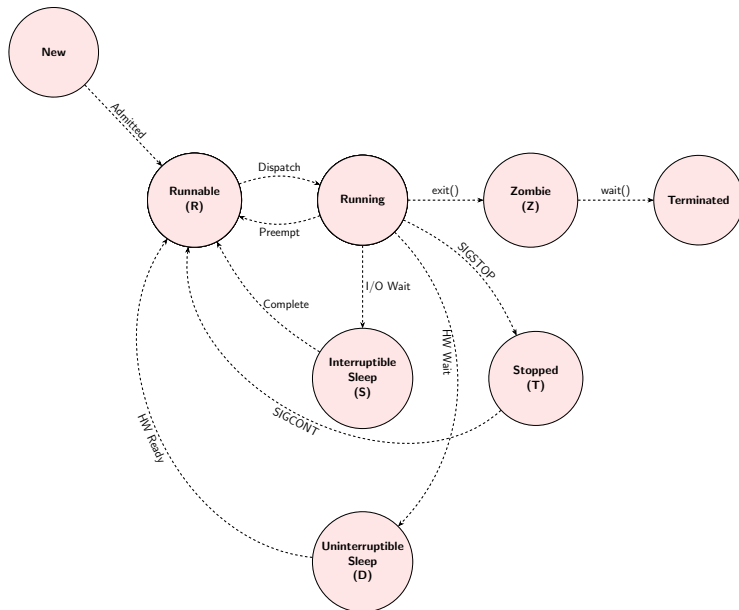 New
Admitted
Dispatch
Runnable
(R)
Running
exit()
Zombie
(Z)
wait()
Terminated
Preempt
SIGSTOP
I/O Wait
Complete
HW Wait
Interruptible
Sleep
(S)
Stopped
(T)
SIGCONT
HW Ready
Uninterruptible
Sleep
(D)